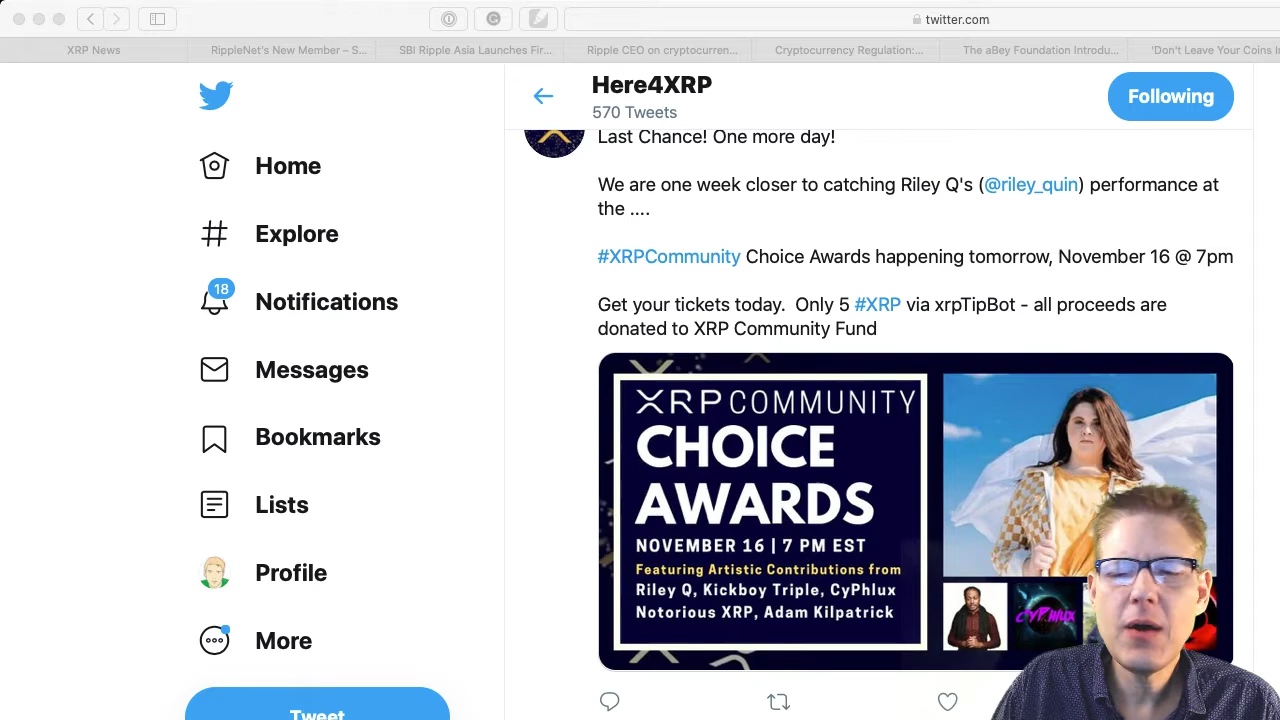 twitter.com
XRP News
RippleNet's New Member – S...
SBI Ripple Asia Launches Fir...
Ripple CEO on cryptocurren...
Cryptocurrency Regulation:...
The aBey Foundation Introdu...
'Don't Leave Your Coins
Here4XRP
570 Tweets
Following
Home
Explore
18
Notifications
Messages
Bookmarks
Lists
Profile
More
Tweet
Last Chance! One more day!
We are one week closer to catching Riley Q's (@riley_quin) performance at
the ....
#XRPCommunity Choice Awards happening tomorrow, November 16 @ 7pm
Get your tickets today. Only 5 #XRP via xrpTipBot - all proceeds are
donated to XRP Community Fund
XRP COMMUNITY
CHOICE
AWARDS
NOVEMBER 16 | 7 PM EST
Featuring Artistic Contributions from
Riley Q, Kickboy Triple, CyPhlux
Notorious XRP, Adam Kilpatrick
CYPHLUX